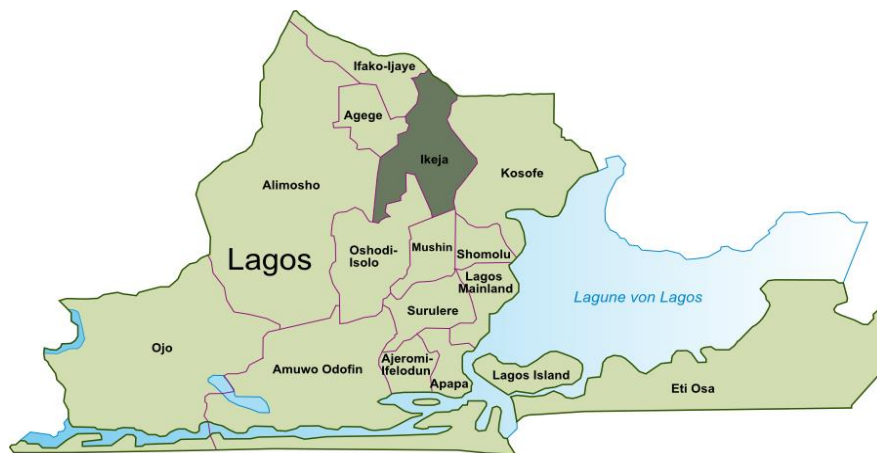 Ifako-Ijaye
Agege
Ikeja
Kosofe
Alimosho
Lagos
Oshodi-
Isolo
Mushin
Shomolu
Lagos
Mainland
Lagune von Lagos
Surulere
Ojo
Amuwo Odofin
Ajeromi-
Ifelodun
Apapa
Lagos Island
Eti Osa